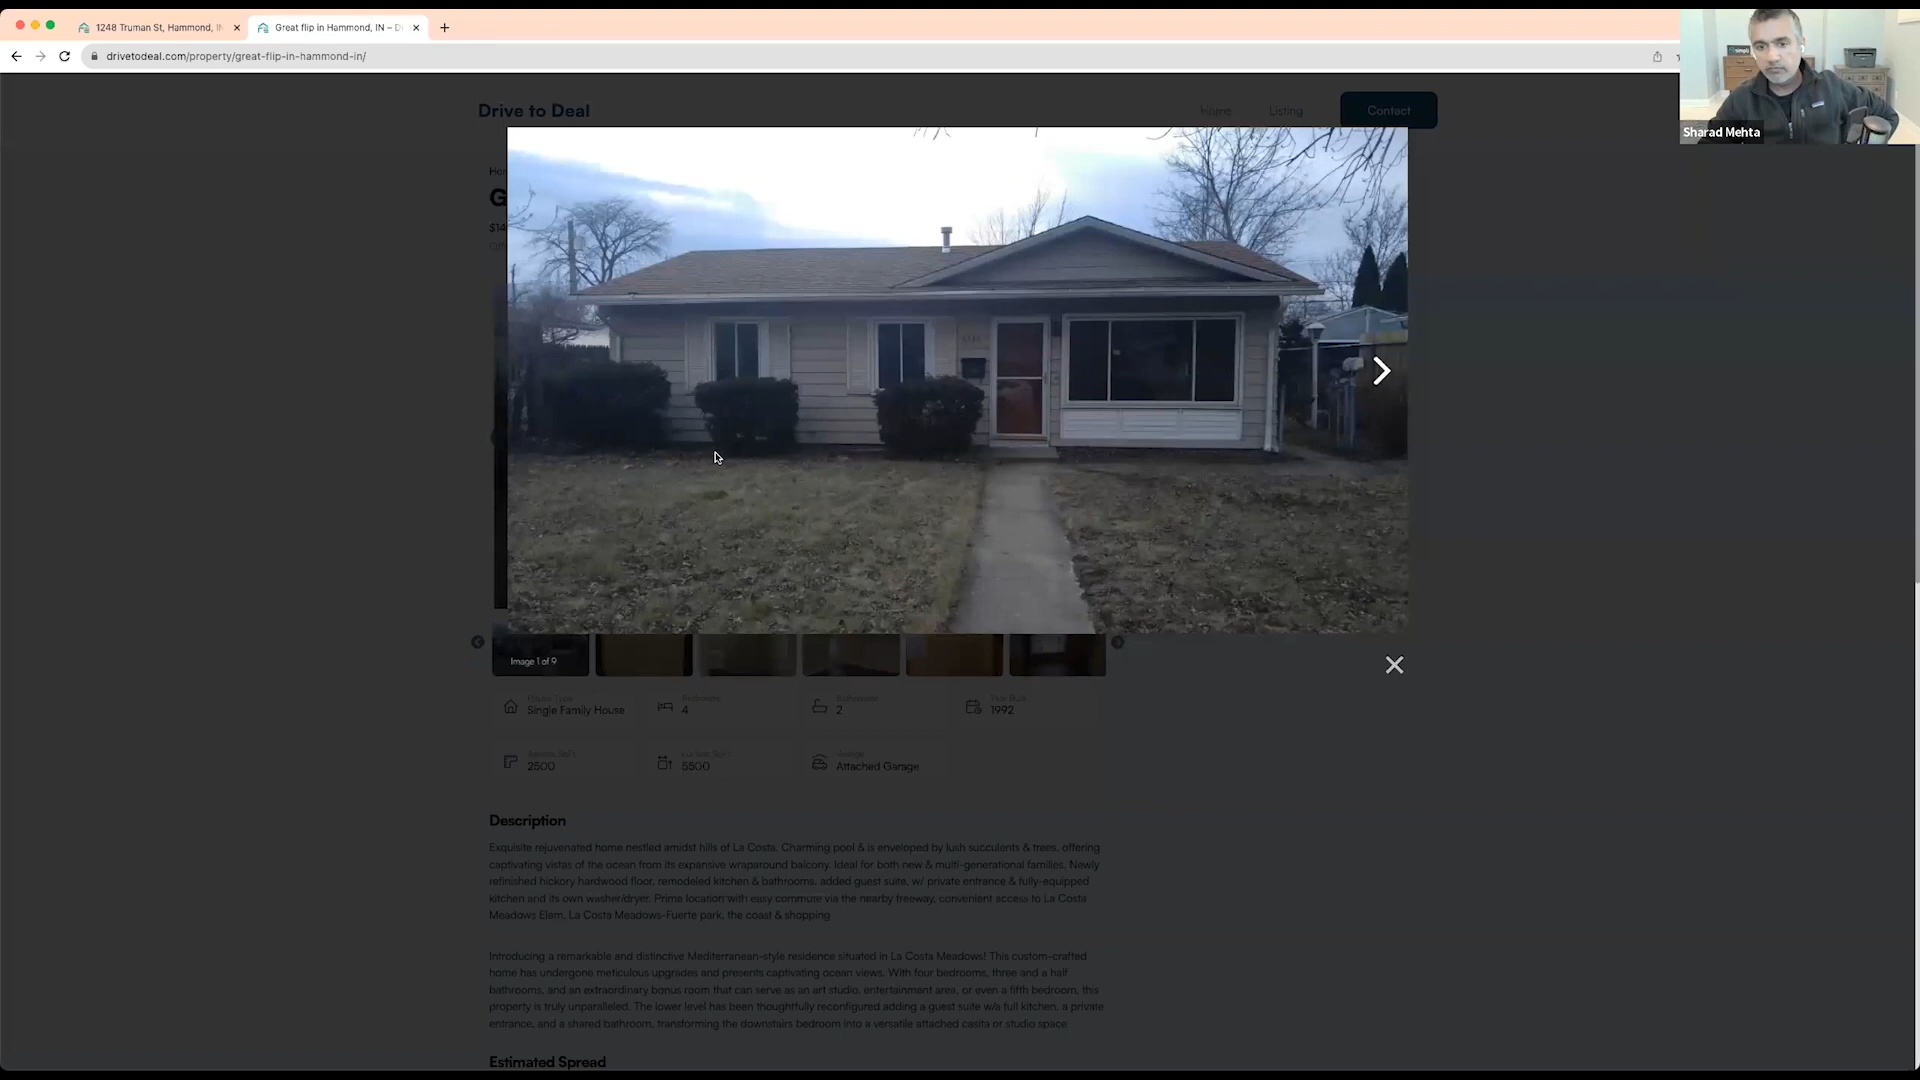 1248 Truman St, Hammond, IN
Great flip in Hammond, IN – D
drivetodeal.com/property/great-flip-in-hammond-in/
Sharad Mehta
Drive to Deal
Home
Listing
Contact
G
$14
Image 1 of 9
House Type
Single Family House
Bedrooms
4
Bathrooms
2
Year Built
1992
2500
5500
Garage
Attached Garage
Description
Exquisite rejuvenated home nestled amidst hills of La Costa. Charming pool & is enveloped by lush succulents & trees, offering
captivating vistas of the ocean from its expansive wraparound balcony. Ideal for both new & multi-generational families. Newly
refinished hickory hardwood floor, remodeled kitchen & bathrooms, added guest suite, w/ private entrance & fully-equipped
kitchen and its own washer/dryer. Prime location with easy commute via the nearby freeway, convenient access to La Costa
Meadows Elem, La Costa Meadows-Fuerte park, the coast & shopping
Introducing a remarkable and distinctive Mediterranean-style residence situated in La Costa Meadows! This custom-crafted
home has undergone meticulous upgrades and presents captivating ocean views. With four bedrooms, three and a half
bathrooms, and an extraordinary bonus room that can serve as an art studio, entertainment area, or even a fifth bedroom, this
property is truly unparalleled. The lower level has been thoughtfully reconfigured adding a guest suite w/a full kitchen, a private
entrance, and a shared bathroom, transforming the downstairs bedroom into a versatile attached casita or studio space
Estimated Spread